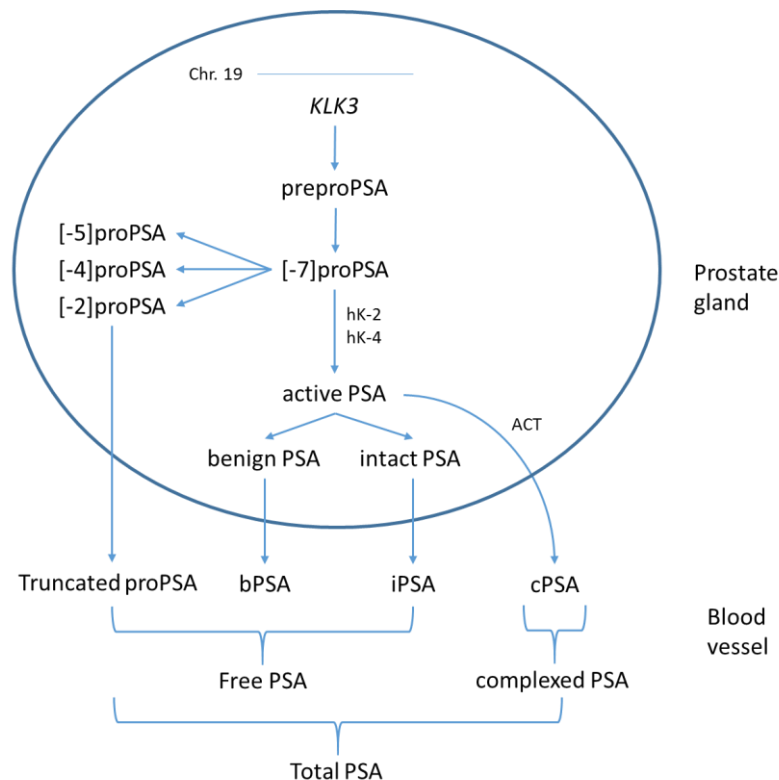 Chr. 19
KLK3
preproPSA
[-5]proPSA
[-4]proPSA
[-2]proPSA
[-7]proPSA
Prostate
gland
hK-2
hK-4
active PSA
ACT
benign PSA
intact PSA
Truncated proPSA
bPSA
iPSA
cPSA
Blood
vessel
Free PSA
complexed PSA
Total PSA